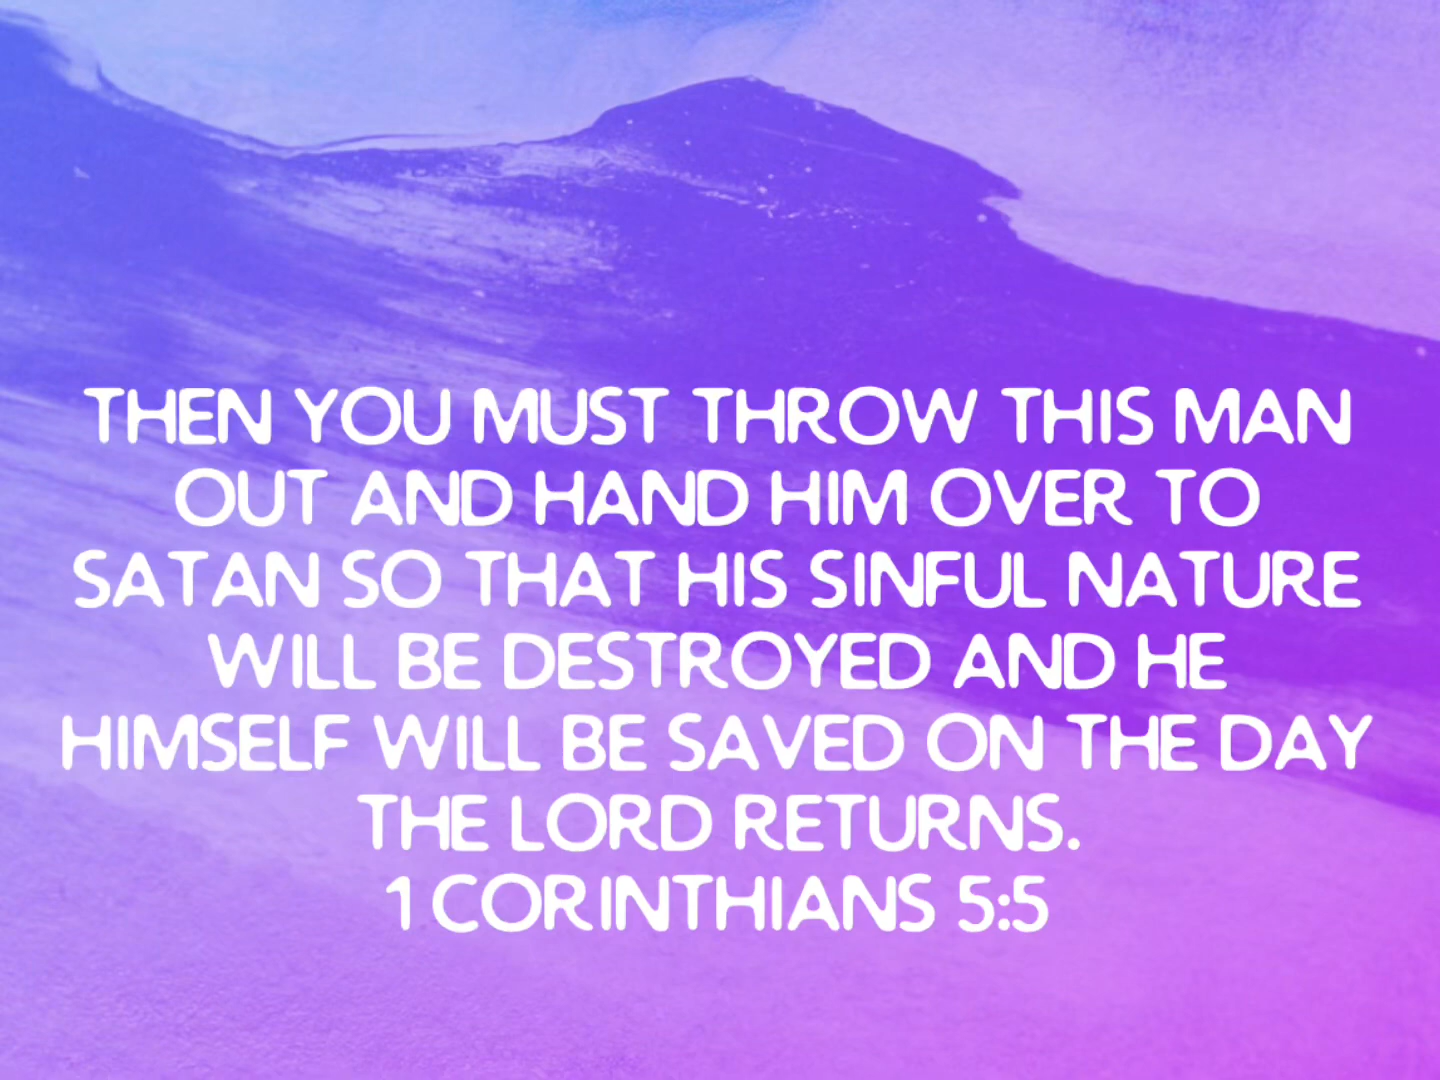 THEN YOU MUST THROW THIS MAN
OUT AND HAND HIM OVER TO
SATAN SO THAT HIS SINFUL NATURE
WILL BE DESTROYED AND HE
HIMSELF WILL BE SAVED ON THE DAY
THE LORD RETURNS.
1 CORINTHIANS 5:5